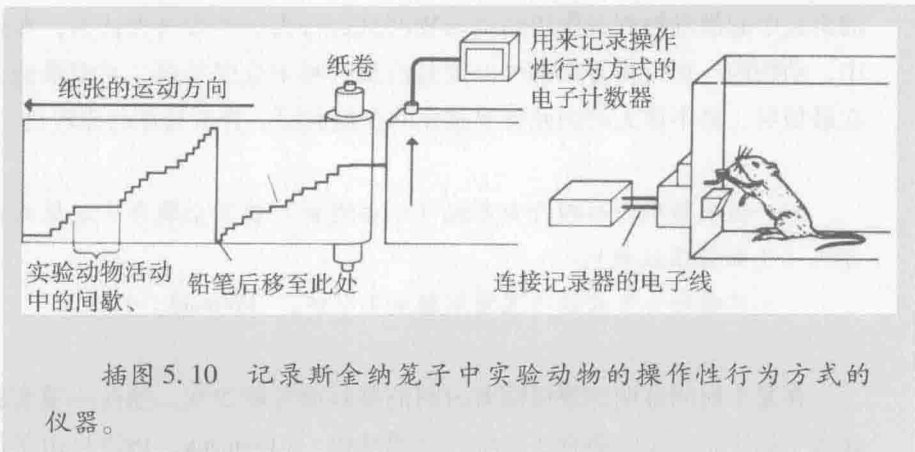 用来记录操作
性行为方式的
电子计数器
纸卷
纸张的运动方向
实验动物活动
中的间歇、
铅笔后移至此处
连接记录器的电子线
插图5.10 记录斯金纳笼子中实验动物的操作性行为方式的
仪器。